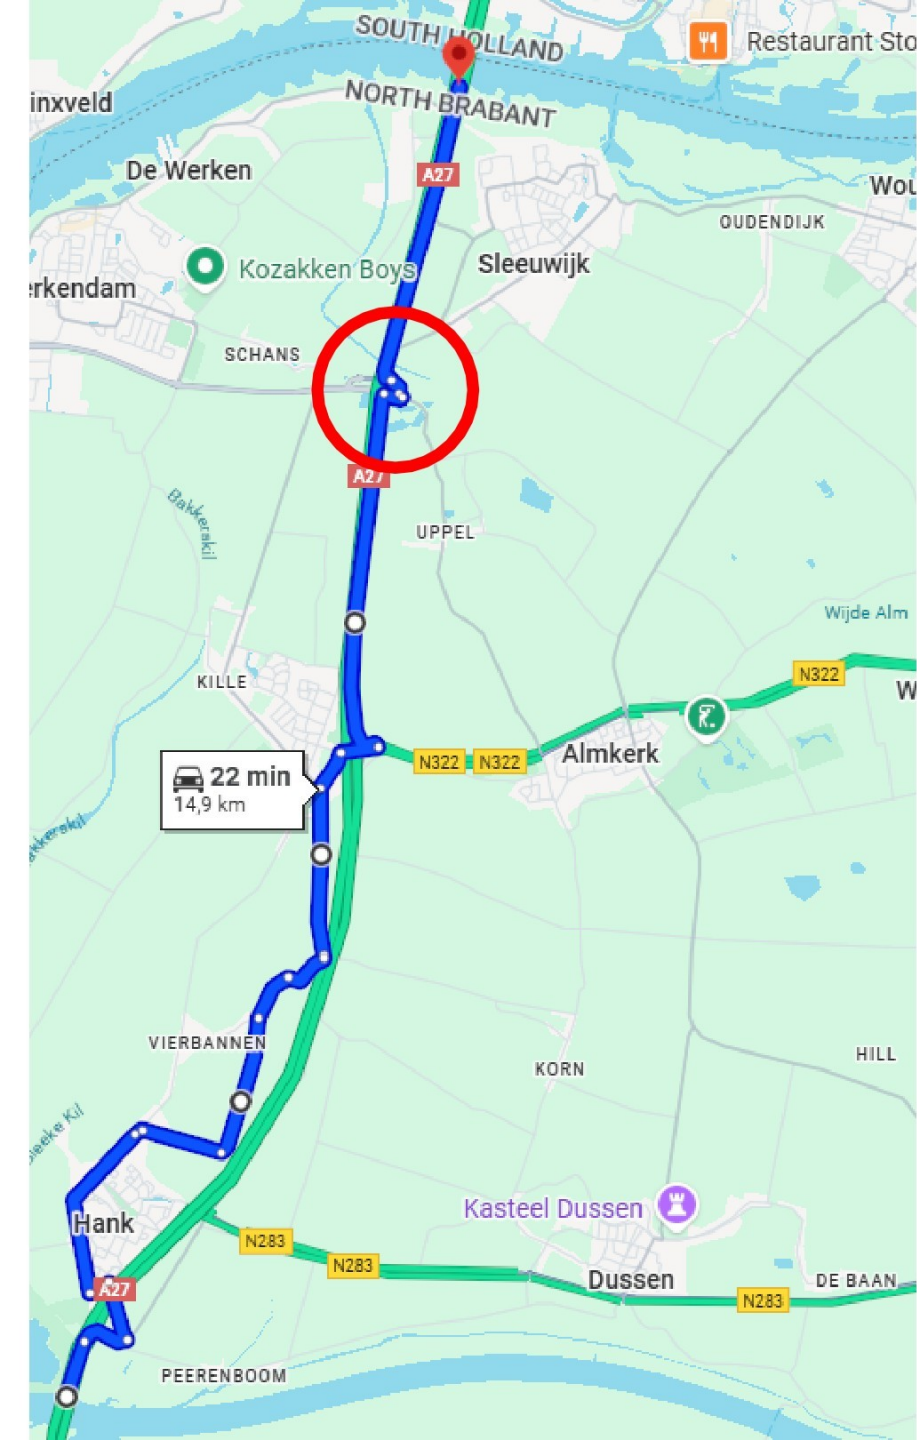 SOUTH HOLLAND
Restaurant Sto
inxveld
NORTH BRABANT
De Werken
A27
Wou
OUDENDIJK
Kozakken Boys
Sleeuwijk
erkendam
SCHANS
A27
Bakkerskil
UPPEL
Wijde Alm
KILLE
N322
W
N322
N322
Almkerk
22 min
14,9 km
akkerskil
VIERBANNEN
HILL
KORN
Bleeke Kil
Kasteel Dussen
Hank
N283
N283
Dussen
DE BAAN
A27
N283
PEERENBOOM